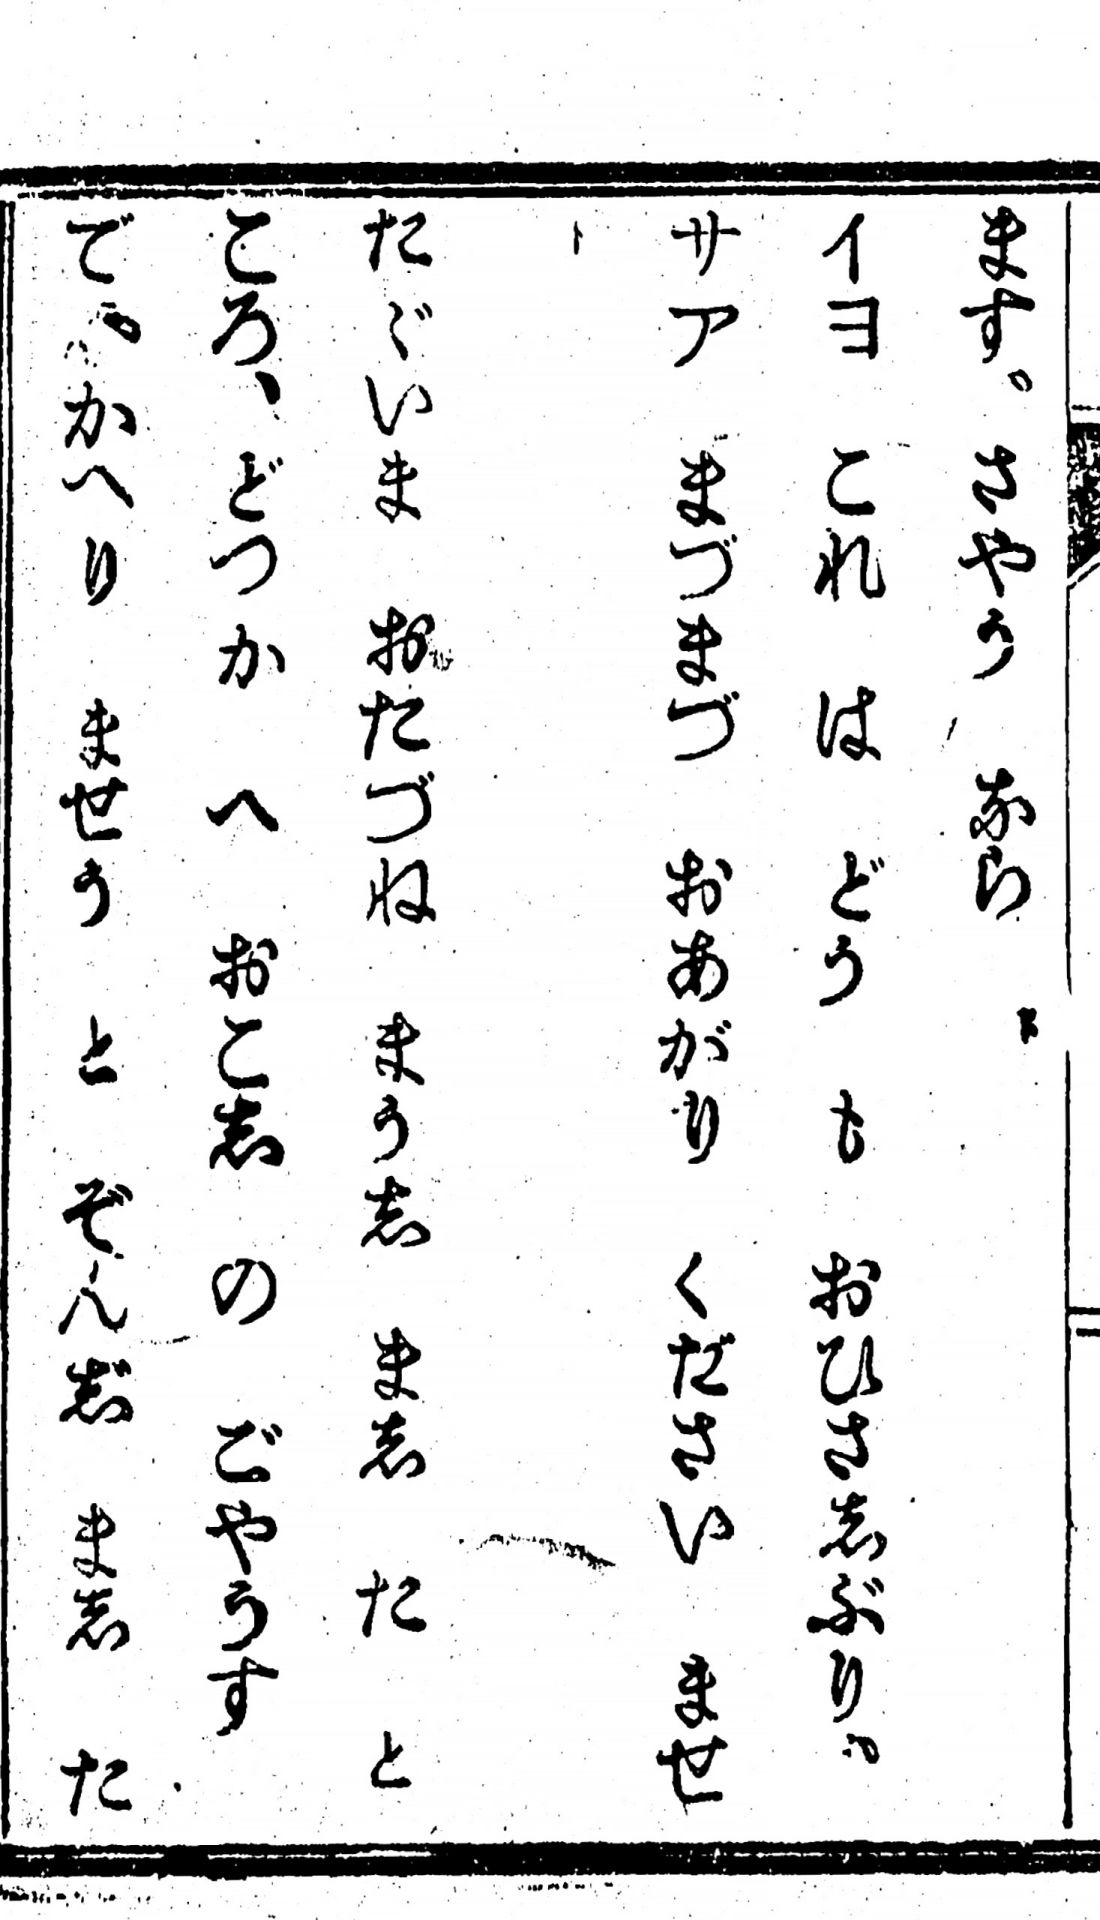 ます。さやう なら
イヨ これ は どう も おひさしぶり。
サア まづまづ おあがり ください ませ
たゞいま おたづね まうし ました と
ころ、どつか へ おこし の ごやうす
で、かへり ませう と ぞんじ ました